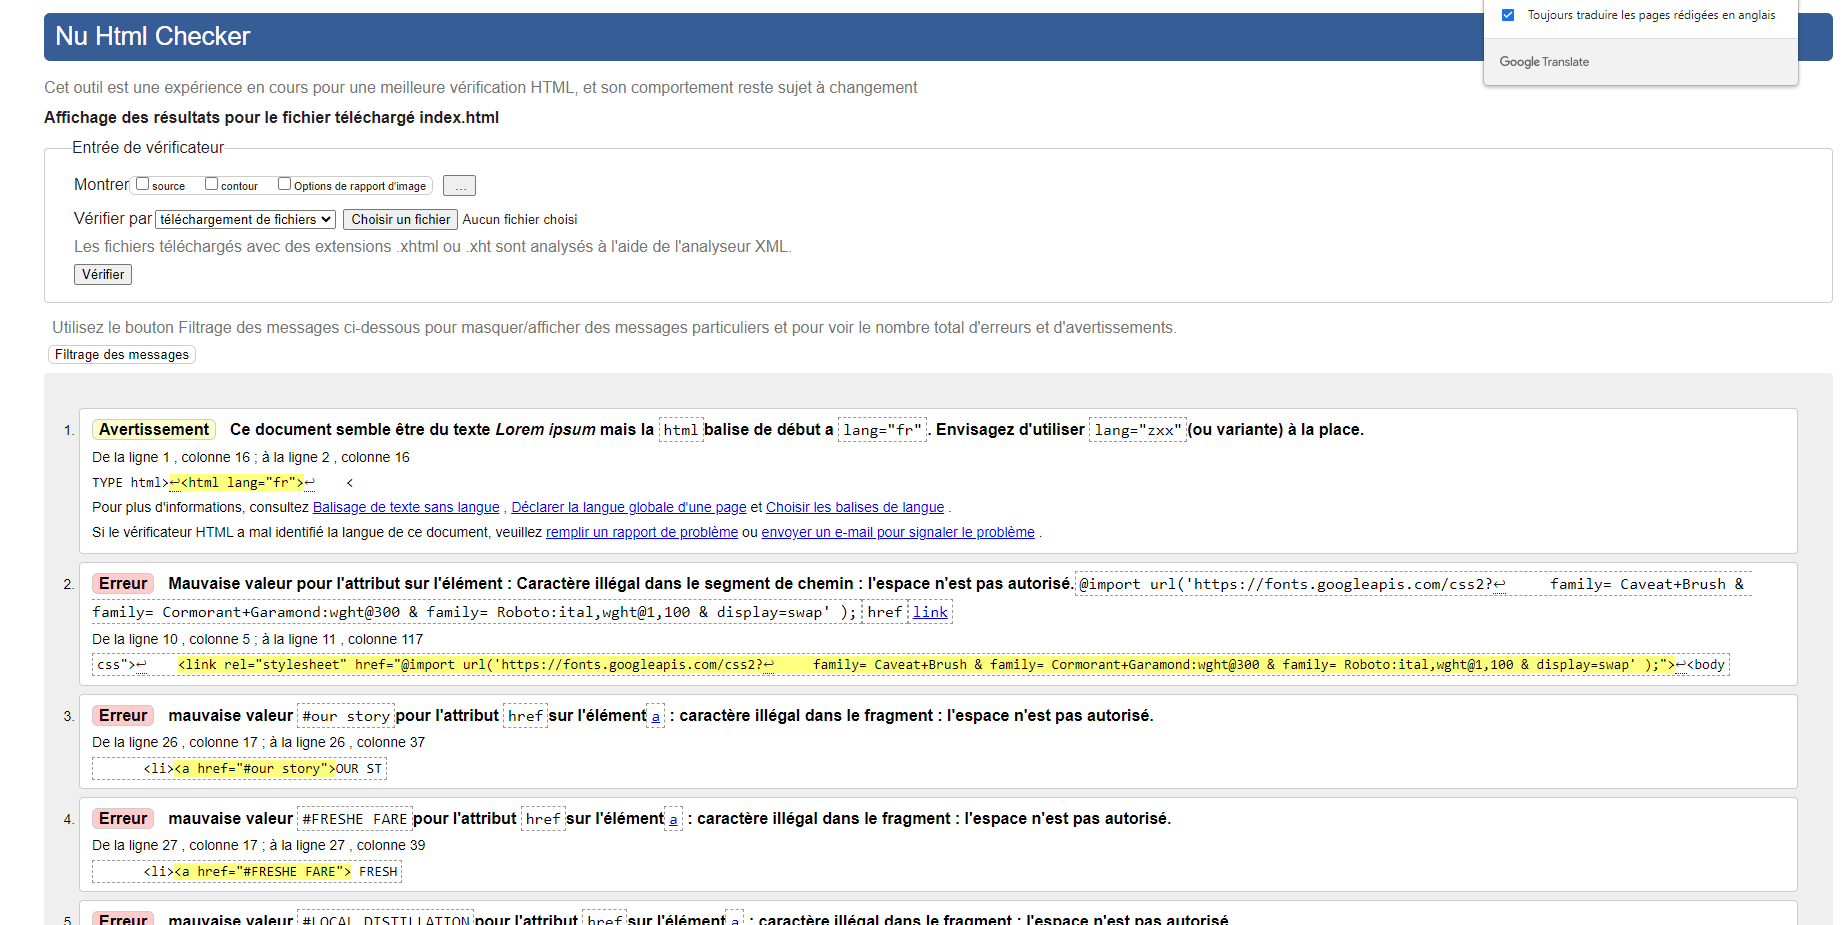 Toujours traduire les pages rédigées en anglais
Nu Html Checker
Google Translate
Cet outil est une expérience en cours pour une meilleure vérification HTML, et son comportement reste sujet à changement
Affichage des résultats pour le fichier téléchargé index.html
Entrée de vérificateur
Montrer source contour Options de rapport d'image ...
Vérifier par téléchargement de fichiers Choisir un fichier Aucun fichier choisi
Les fichiers téléchargés avec des extensions .xhtml ou .xht sont analysés à l'aide de l'analyseur XML.
Vérifier
Utilisez le bouton Filtrage des messages ci-dessous pour masquer/afficher des messages particuliers et pour voir le nombre total d'erreurs et d'avertissements.
Filtrage des messages
1. Avertissement Ce document semble être du texte Lorem ipsum mais la html balise de début a lang="fr" . Envisagez d'utiliser lang="zxx" (ou variante) à la place.
De la ligne 1 , colonne 16 ; à la ligne 2 , colonne 16
TYPE html>↩<html lang="fr">↩ <
Pour plus d'informations, consultez Balisage de texte sans langue , Déclarer la langue globale d'une page et Choisir les balises de langue .
Si le vérificateur HTML a mal identifié la langue de ce document, veuillez remplir un rapport de problème ou envoyer un e-mail pour signaler le problème .
2. Erreur Mauvaise valeur pour l'attribut sur l'élément : Caractère illégal dans le segment de chemin : l'espace n'est pas autorisé. @import url('https://fonts.googleapis.com/css2?↩ family= Caveat+Brush &
family= Cormorant+Garamond:wght@300 & family= Roboto:ital,wght@1,100 & display=swap' ); href link
De la ligne 10 , colonne 5 ; à la ligne 11 , colonne 117
css">↩ <link rel="stylesheet" href="@import url('https://fonts.googleapis.com/css2?↩ family= Caveat+Brush & family= Cormorant+Garamond:wght@300 & family= Roboto:ital,wght@1,100 & display=swap' );">↩<body
3. Erreur mauvaise valeur #our story pour l'attribut href sur l'élément a : caractère illégal dans le fragment : l'espace n'est pas autorisé.
De la ligne 26 , colonne 17 ; à la ligne 26 , colonne 37
<li><a href="#our story">OUR ST
4. Erreur mauvaise valeur #FRESHE FARE pour l'attribut href sur l'élément a : caractère illégal dans le fragment : l'espace n'est pas autorisé.
De la ligne 27 , colonne 17 ; à la ligne 27 , colonne 39
<li><a href="#FRESHE FARE"> FRESH
5. Erreur mauvaise valeur #LOCAL DISTILLATION pour l'attribut href sur l'élément a : caractère illégal dans le fragment : l'espace n'est pas autorisé